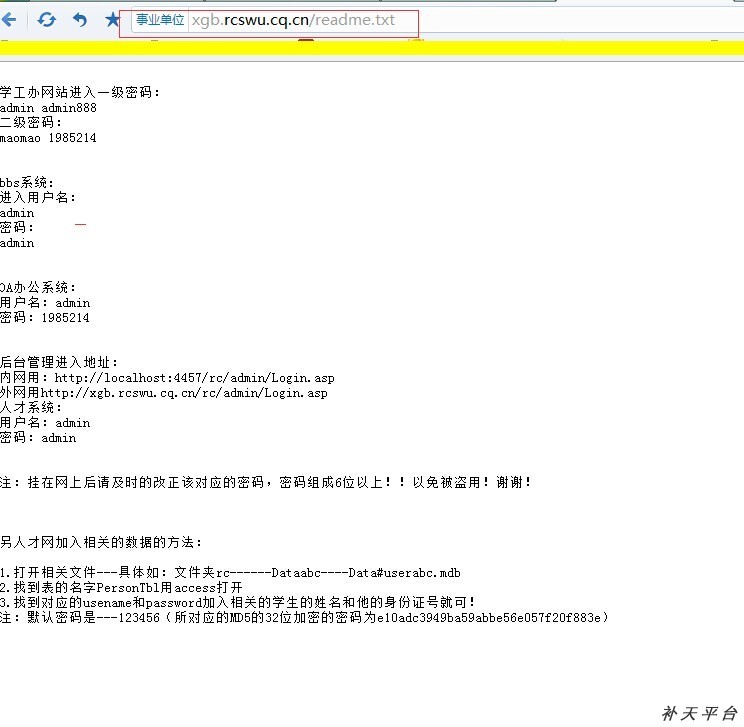 事业单位 xgb.rcswu.cq.cn/readme.txt
学工办网站进入一级密码：
admin admin888
二级密码：
maomao 1985214
bbs系统：
进入用户名：
admin
密码：
admin
OA办公系统：
用户名：admin
密码：1985214
后台管理进入地址：
内网用：http://localhost:4457/rc/admin/Login.asp
外网用http://xgb.rcswu.cq.cn/rc/admin/Login.asp
人才系统：
用户名：admin
密码：admin
注：挂在网上后请及时的改正该对应的密码，密码组成6位以上！！以免被盗用！谢谢！
另人才网加入相关的数据的方法：
1.打开相关文件---具体如：文件夹rc------Dataabc----Data#userabc.mdb
2.找到表的名字PersonTbl用access打开
3.找到对应的usename和password加入相关的学生的姓名和他的身份证号就可！
注：默认密码是---123456（所对应的MD5的32位加密的密码为e10adc3949ba59abbe56e057f20f883e）
补天平台